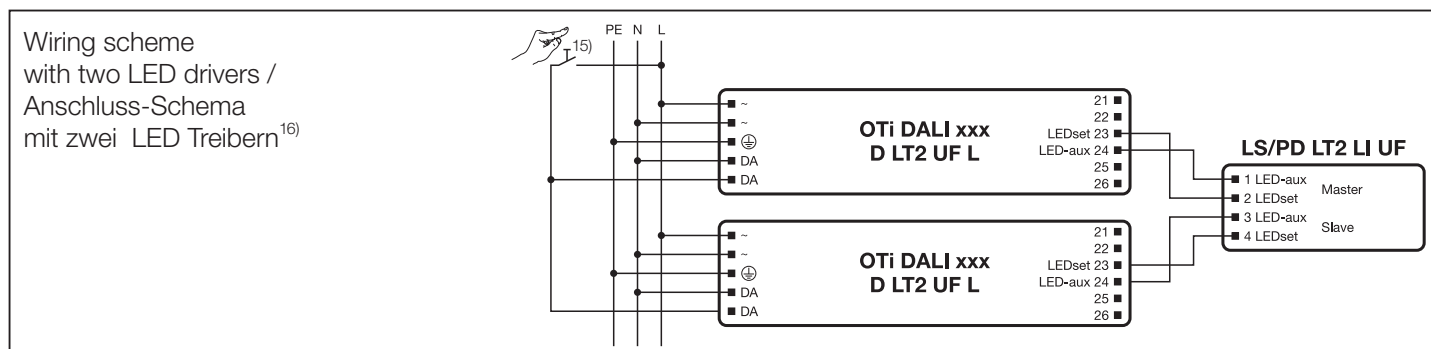 Wiring scheme
with two LED drivers /
Anschluss-Schema
mit zwei LED Treibern16)
15)
PE N L
~
~
DA
DA
OTi DALI xxx
D LT2 UF L
21
22
LEDset 23
LED-aux 24
25
26
~
~
DA
DA
OTi DALI xxx
D LT2 UF L
21
22
LEDset 23
LED-aux 24
25
26
LS/PD LT2 LI UF
1 LED-aux
2 LEDset
Master
3 LED-aux
4 LEDset
Slave